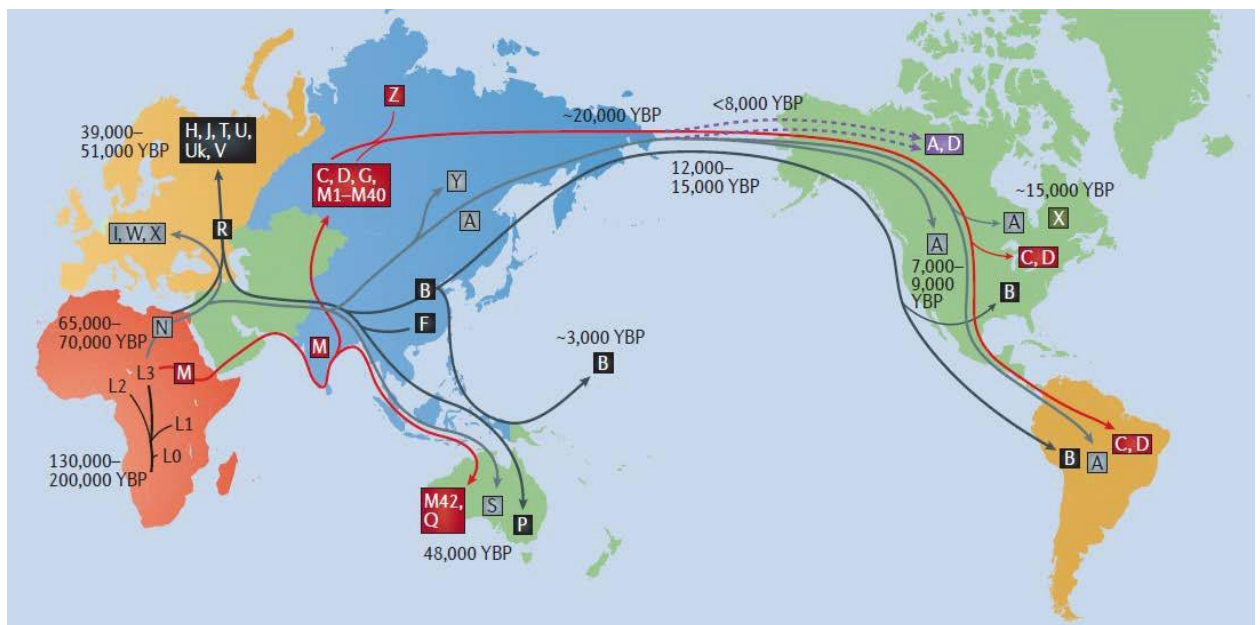 39,000–
51,000 YBP
H, J, T, U,
Uk, V
Z
~20,000 YBP
<8,000 YBP
A, D
C, D, G,
M1–M40
Y
A
12,000–
15,000 YBP
~15,000 YBP
X
A
I, W, X
R
A
7,000–
9,000
YBP
C, D
B
B
F
65,000–
70,000 YBP
N
M
~3,000 YBP
B
L3
M
L2
L1
L0
130,000–
200,000 YBP
M42,
Q
S
P
48,000 YBP
B
A
C, D